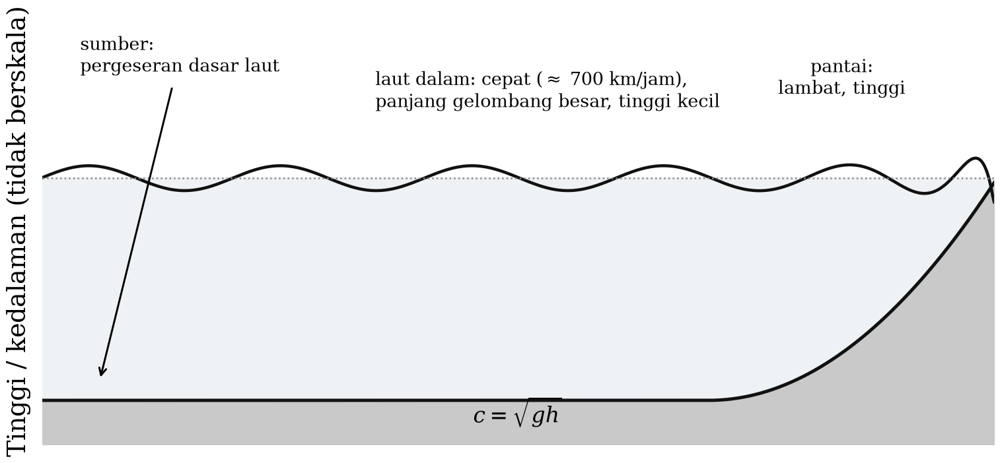 Tinggi / kedalaman (tidak berskala)
sumber:
pergeseran dasar laut
laut dalam: cepat (≈ 700 km/jam),
panjang gelombang besar, tinggi kecil
pantai:
lambat, tinggi
c = √gh